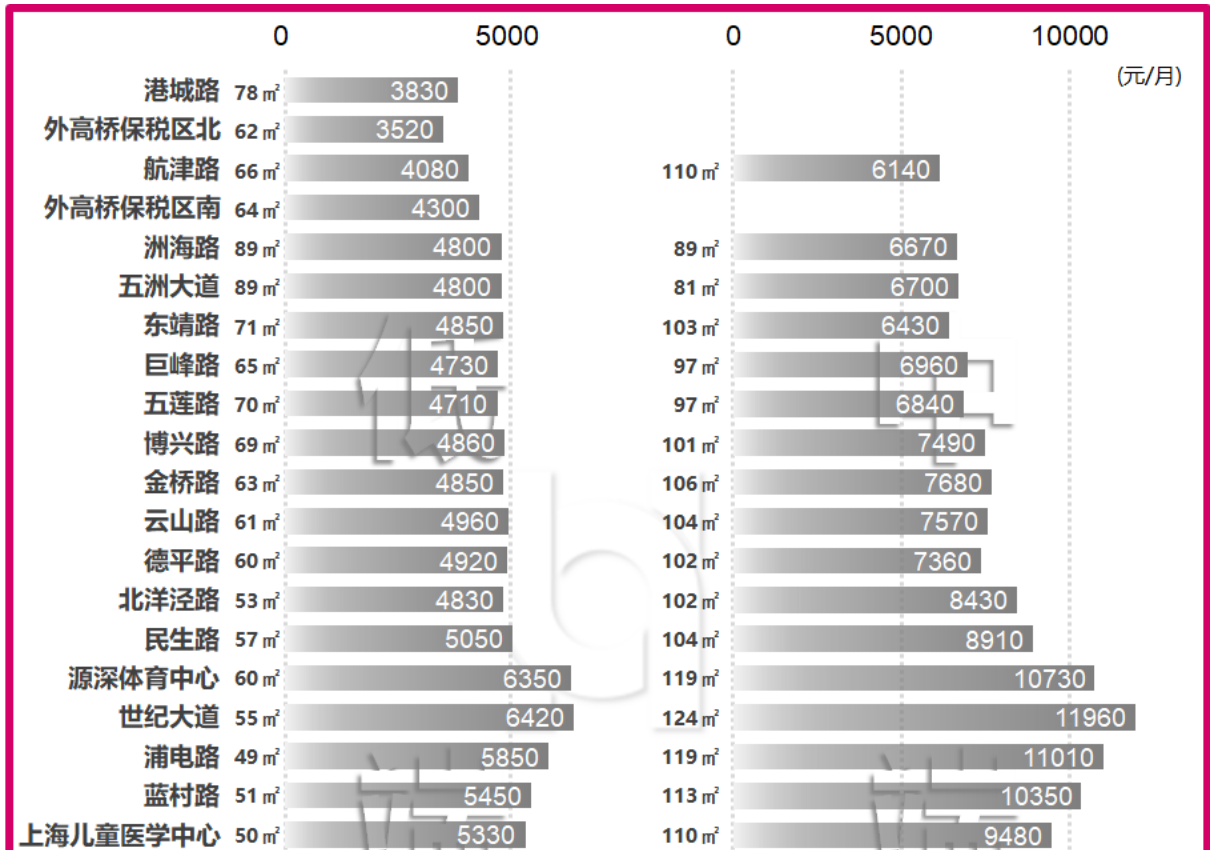 0 5000 0 5000 10000
(元/月)
港城路 78㎡ 3830
外高桥保税区北 62㎡ 3520
航津路 66㎡ 4080 110㎡ 6140
外高桥保税区南 64㎡ 4300
洲海路 89㎡ 4800 89㎡ 6670
五洲大道 89㎡ 4800 81㎡ 6700
东靖路 71㎡ 4850 103㎡ 6430
巨峰路 65㎡ 4730 97㎡ 6960
五莲路 70㎡ 4710 97㎡ 6840
博兴路 69㎡ 4860 101㎡ 7490
金桥路 63㎡ 4850 106㎡ 7680
云山路 61㎡ 4960 104㎡ 7570
德平路 60㎡ 4920 102㎡ 7360
北洋泾路 53㎡ 4830 102㎡ 8430
民生路 57㎡ 5050 104㎡ 8910
源深体育中心 60㎡ 6350 119㎡ 10730
世纪大道 55㎡ 6420 124㎡ 11960
浦电路 49㎡ 5850 119㎡ 11010
蓝村路 51㎡ 5450 113㎡ 10350
上海儿童医学中心 50㎡ 5330 110㎡ 9480